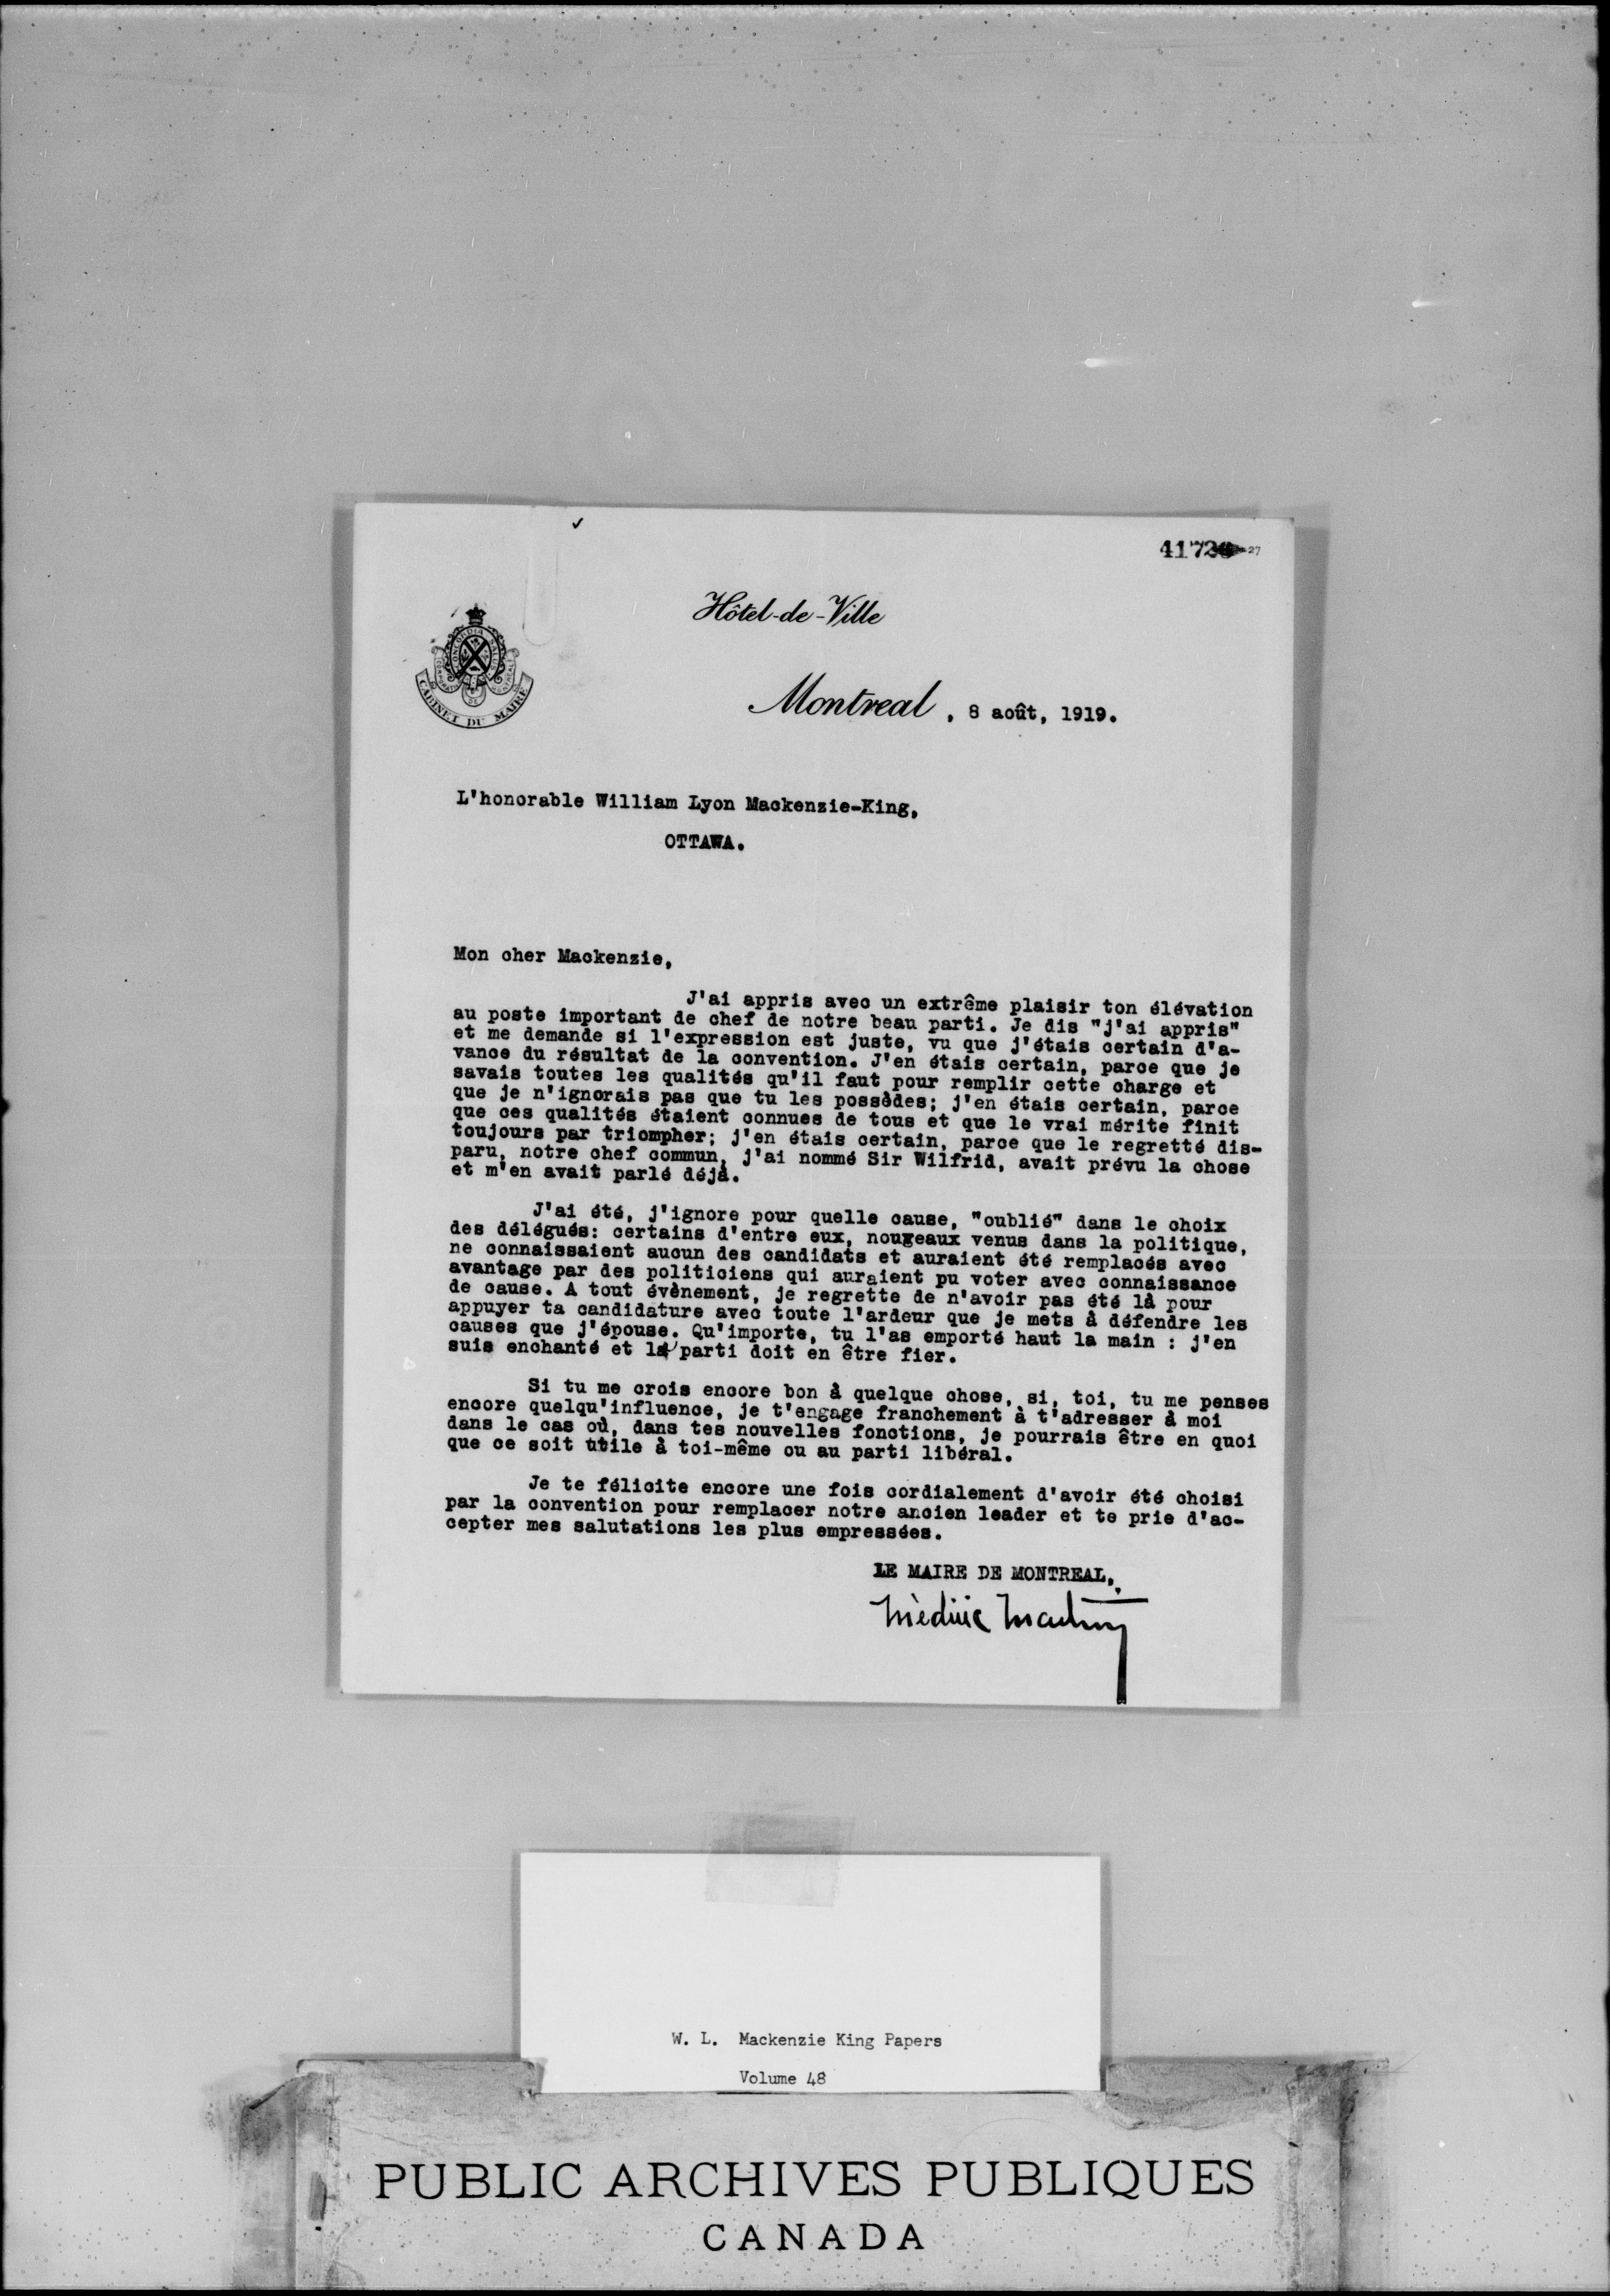 Hôtel-de-Ville
CONCORDIA SALUS
CABINET DU MAIRE
Montreal, 8 août, 1919.
L'honorable William Lyon Mackenzie-King,
OTTAWA.
Mon cher Mackenzie,
J'ai appris avec un extrême plaisir ton élévation
au poste important de chef de notre beau parti. Je dis "j'ai appris"
et me demande si l'expression est juste, vu que j'étais certain d'a-
vance du résultat de la convention. J'en étais certain, parce que je
savais toutes les qualités qu'il faut pour remplir cette charge et
que je n'ignorais pas que tu les possèdes; j'en étais certain, parce
que ces qualités étaient connues de tous et que le vrai mérite finit
toujours par triompher; j'en étais certain, parce que le regretté dis-
paru, notre chef commun, j'ai nommé Sir Wilfrid, avait prévu la chose
et m'en avait parlé déjà.
J'ai été, j'ignore pour quelle cause, "oublié" dans le choix
des délégués: certains d'entre eux, nouveaux venus dans la politique,
ne connaissaient aucun des candidats et auraient été remplacés avec
avantage par des politiciens qui auraient pu voter avec connaissance
de cause. A tout évènement, je regrette de n'avoir pas été là pour
appuyer ta candidature avec toute l'ardeur que je mets à défendre les
causes que j'épouse. Qu'importe, tu l'as emporté haut la main : j'en
suis enchanté et le parti doit en être fier.
Si tu me crois encore bon à quelque chose, si, toi, tu me penses
encore quelqu'influence, je t'engage franchement à t'adresser à moi
dans le cas où, dans tes nouvelles fonctions, je pourrais être en quoi
que ce soit utile à toi-même ou au parti libéral.
Je te félicite encore une fois cordialement d'avoir été choisi
par la convention pour remplacer notre ancien leader et te prie d'ac-
cepter mes salutations les plus empressées.
LE MAIRE DE MONTREAL,
Médéric Martin
W. L. Mackenzie King Papers
Volume 48
PUBLIC ARCHIVES PUBLIQUES
CANADA